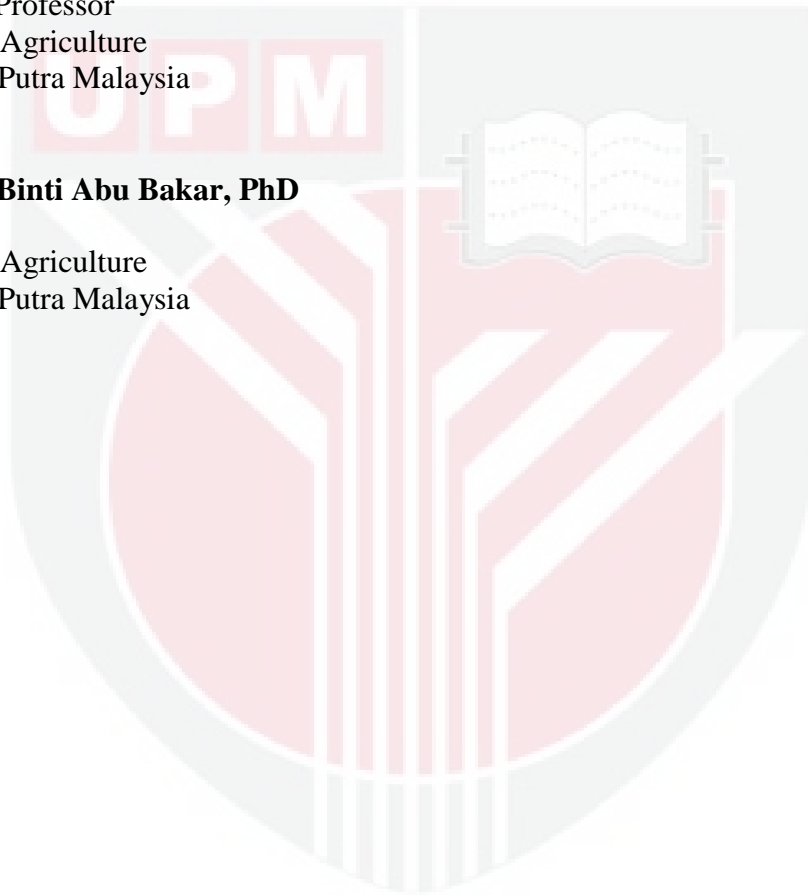 Professor
Agriculture
Putra Malaysia
UPM
Binti Abu Bakar, PhD
Agriculture
Putra Malaysia